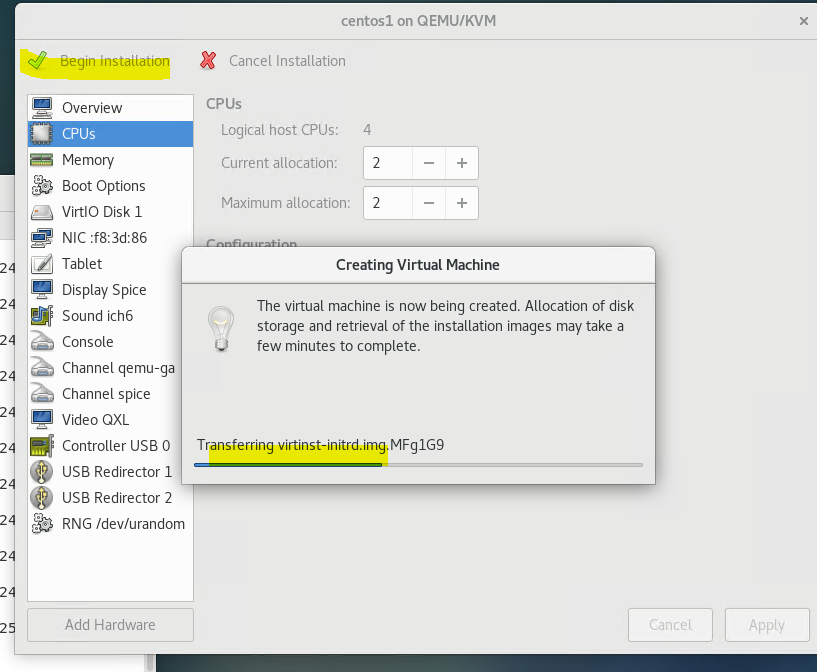 centos1 on QEMU/KVM
Begin Installation
Cancel Installation
Overview
CPUs
Memory
Boot Options
VirtIO Disk 1
NIC :f8:3d:86
Tablet
Display Spice
Sound ich6
Console
Channel qemu-ga
Channel spice
Video QXL
Controller USB 0
USB Redirector 1
USB Redirector 2
RNG /dev/urandom
Add Hardware
CPUs
Logical host CPUs: 4
Current allocation: 2
Maximum allocation: 2
Configuration
Creating Virtual Machine
The virtual machine is now being created. Allocation of disk
storage and retrieval of the installation images may take a
few minutes to complete.
Transferring virtinst-initrd.img.MFg1G9
Cancel
Apply
24
24
24
24
24
24
24
24
24
24
25